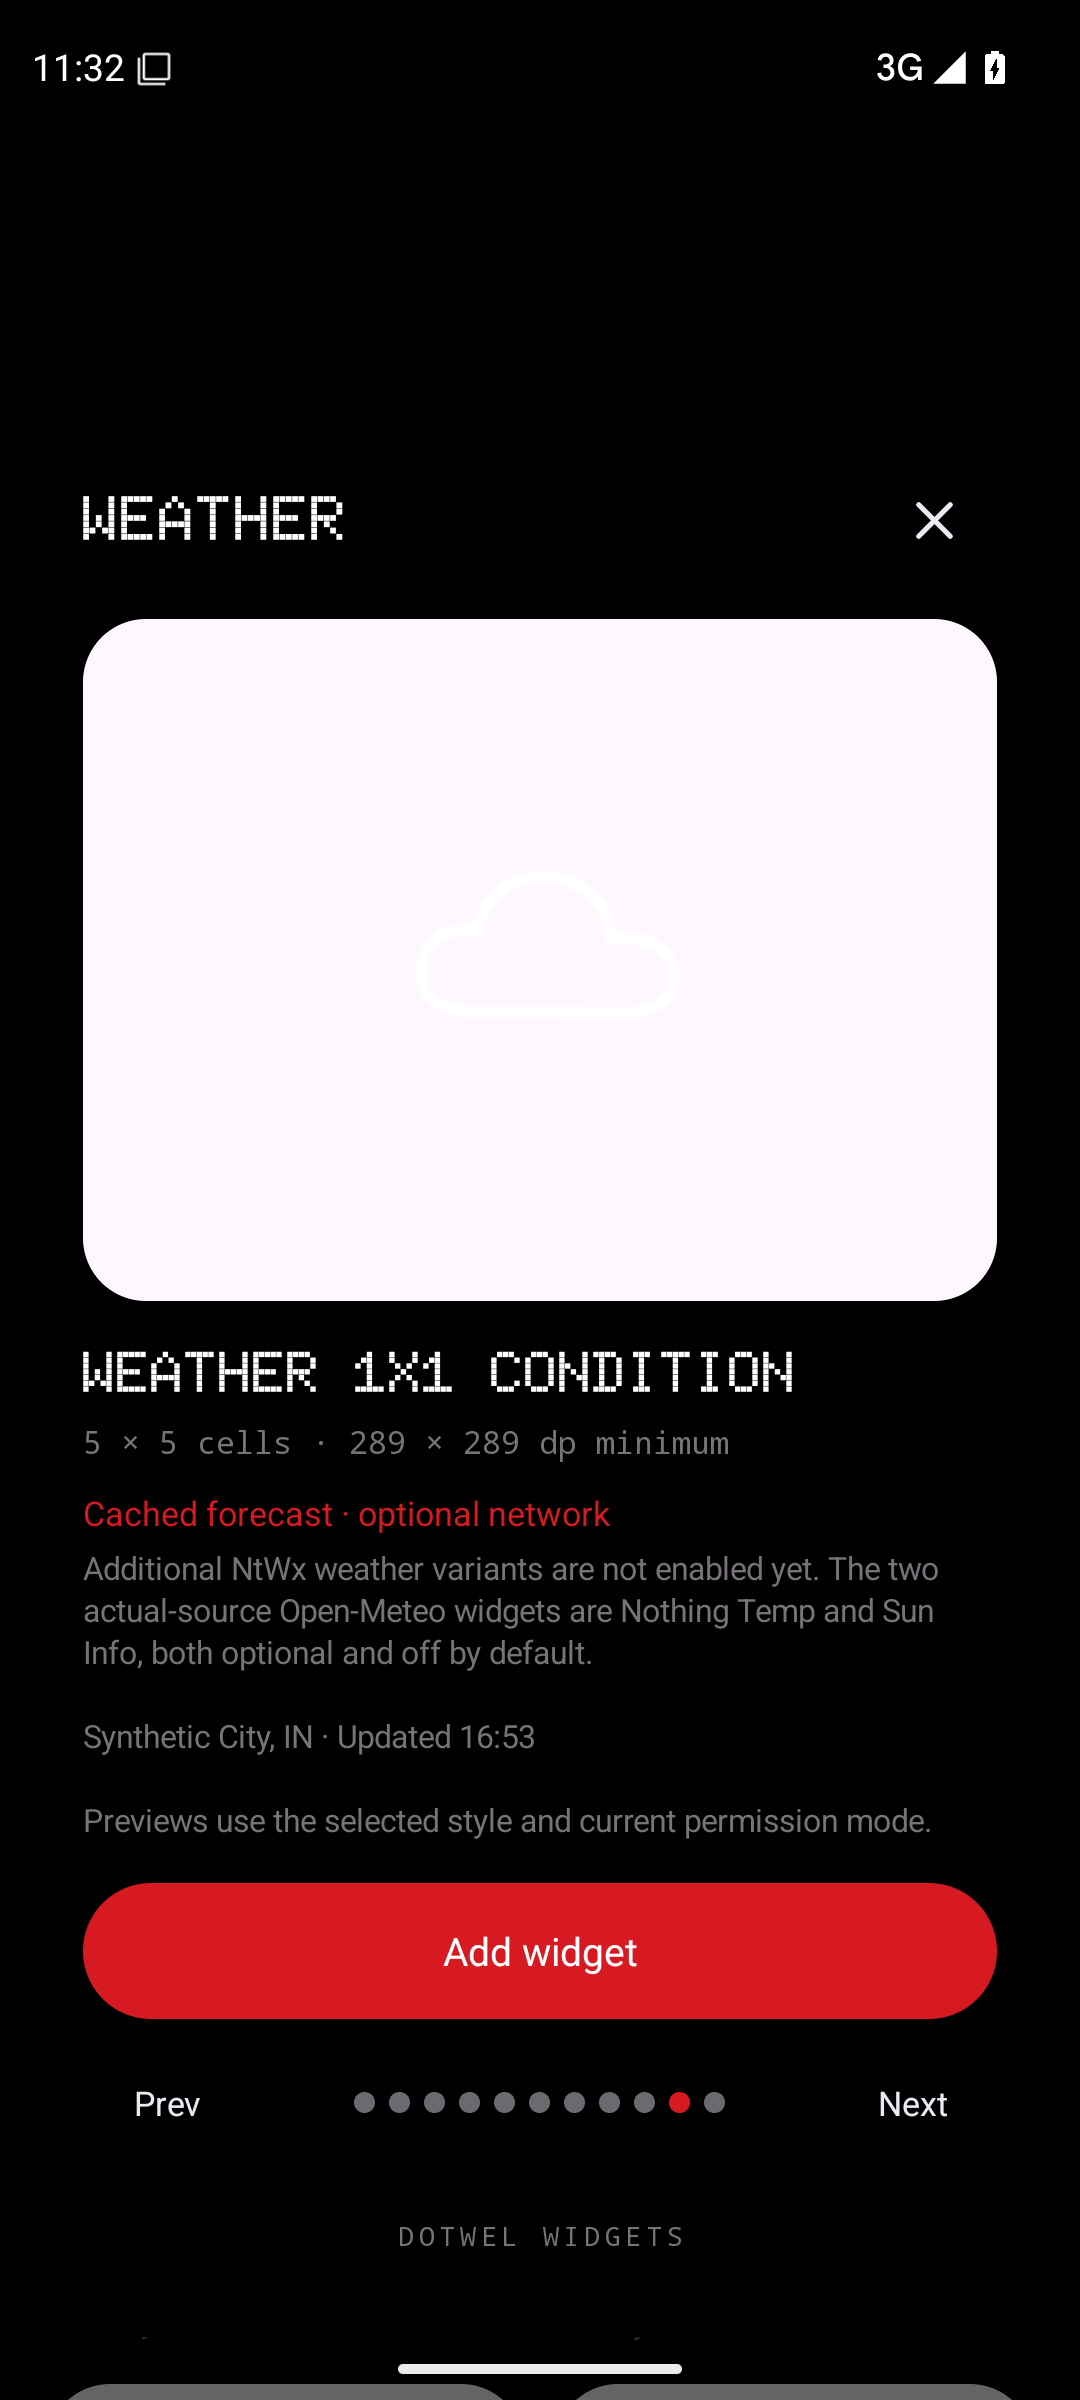 11:32
3G
WEATHER
WEATHER 1X1 CONDITION
5 × 5 cells · 289 × 289 dp minimum
Cached forecast · optional network
Additional NtWx weather variants are not enabled yet. The two
actual-source Open-Meteo widgets are Nothing Temp and Sun
Info, both optional and off by default.
Synthetic City, IN · Updated 16:53
Previews use the selected style and current permission mode.
Add widget
Prev
Next
DOTWEL WIDGETS